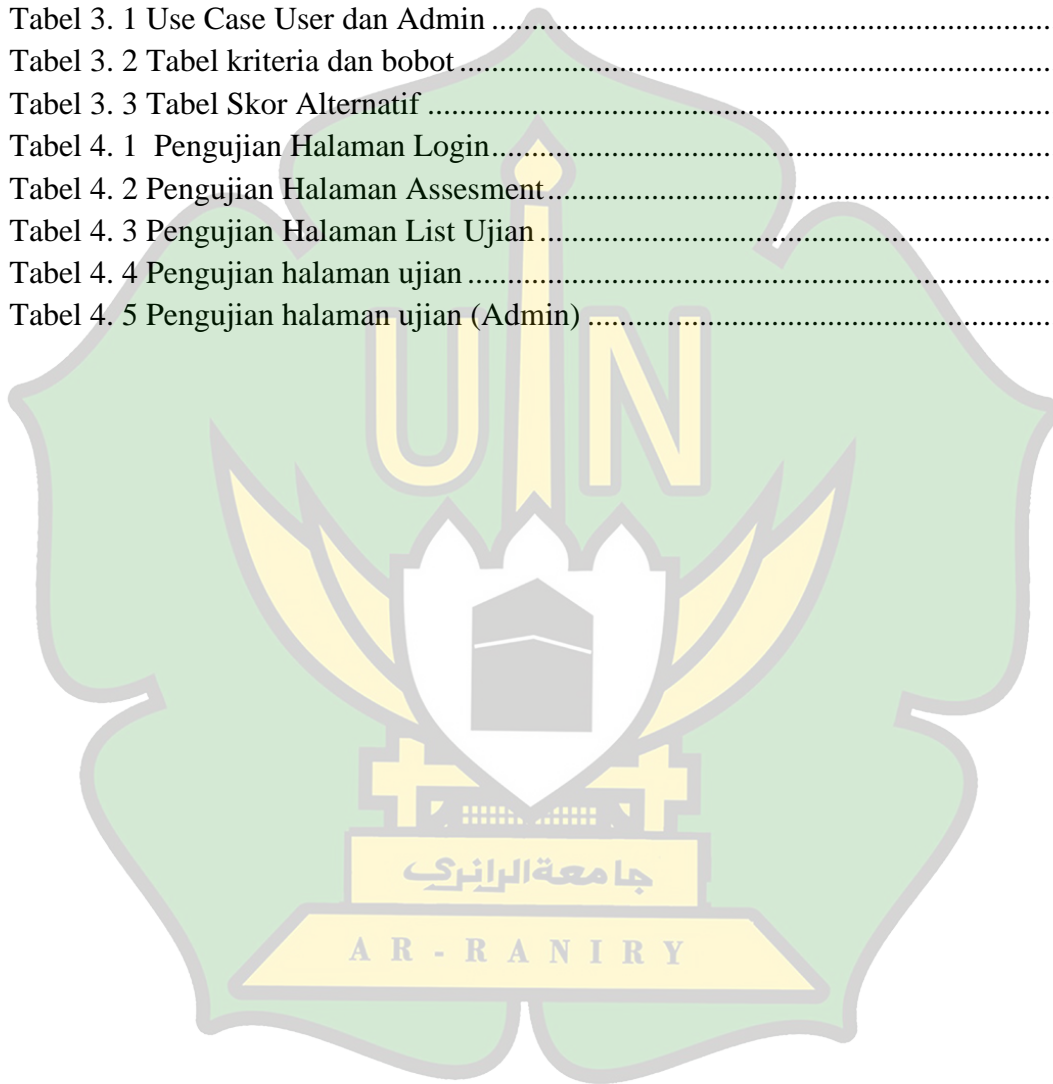 Tabel 3. 1 Use Case User dan Admin ......................................................................
Tabel 3. 2 Tabel kriteria dan bobot ..........................................................................
Tabel 3. 3 Tabel Skor Alternatif ..............................................................................
Tabel 4. 1  Pengujian Halaman Login......................................................................
Tabel 4. 2 Pengujian Halaman Assesment...............................................................
Tabel 4. 3 Pengujian Halaman List Ujian ................................................................
Tabel 4. 4 Pengujian halaman ujian .........................................................................
Tabel 4. 5 Pengujian halaman ujian (Admin) ..........................................................
UIN
جامعةالرانري
AR-RANIRY